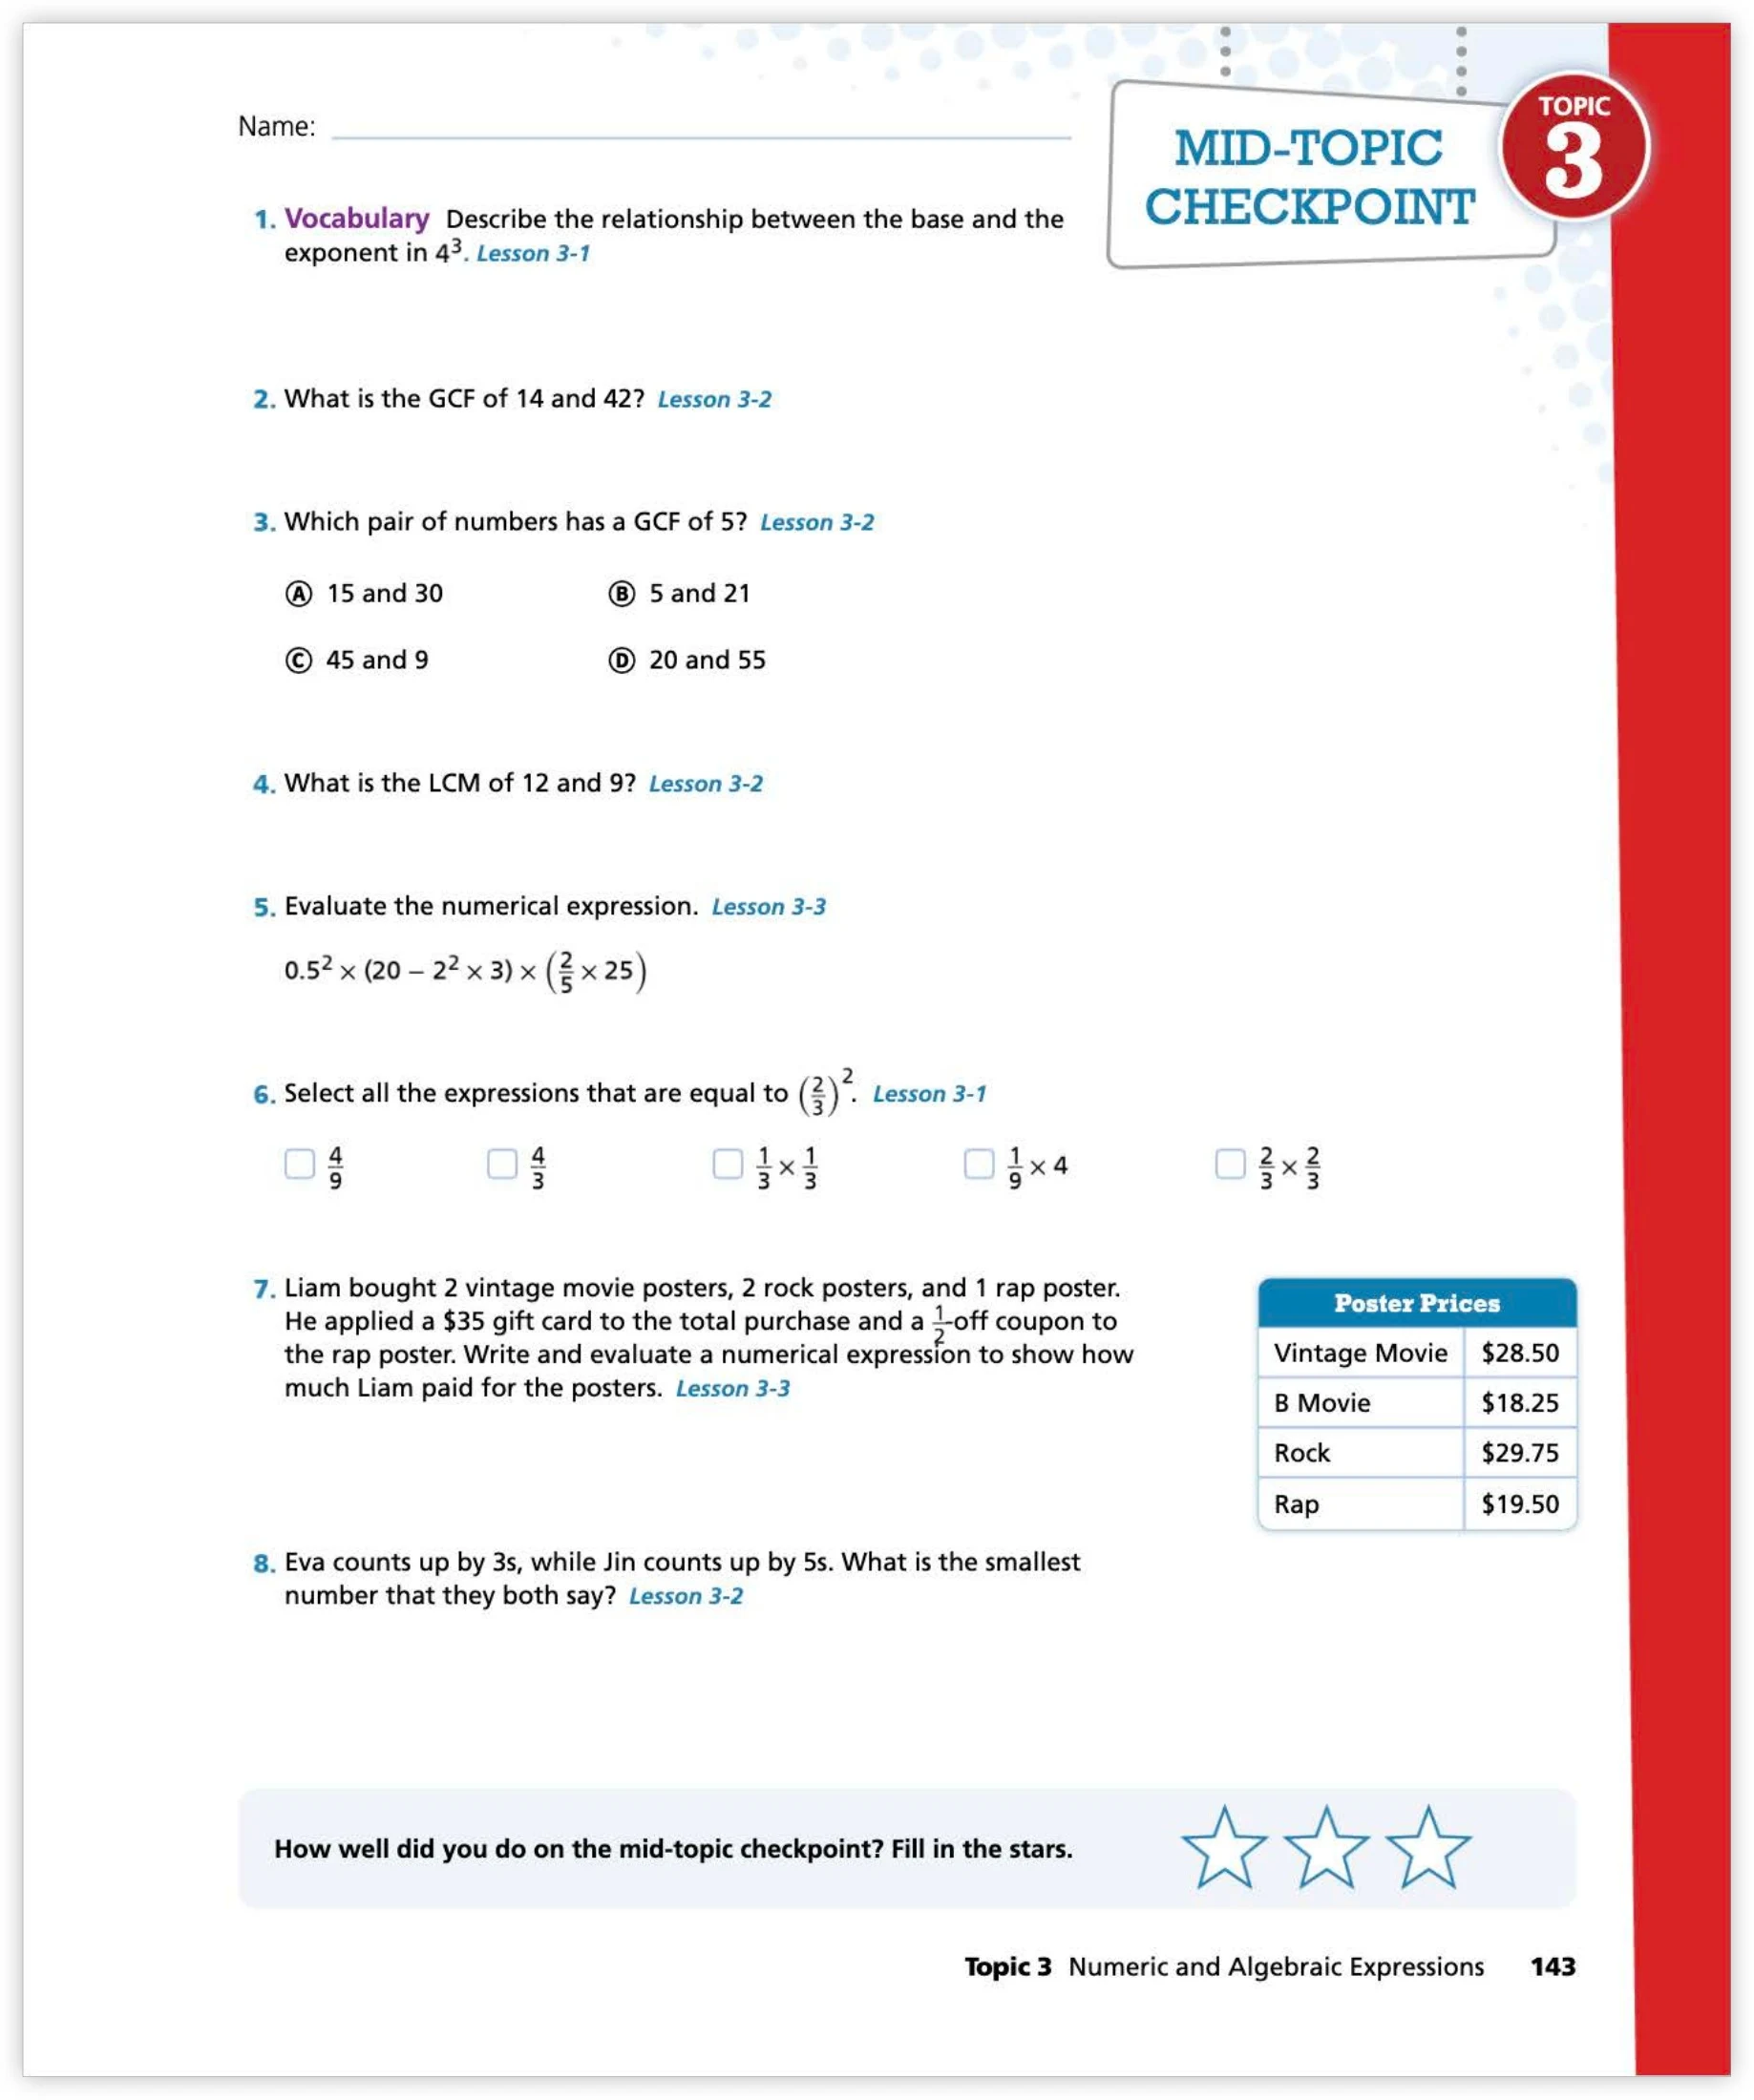 Name:
MID-TOPIC
CHECKPOINT
TOPIC
3
1. Vocabulary Describe the relationship between the base and the
exponent in 4³. Lesson 3-1
2. What is the GCF of 14 and 42? Lesson 3-2
3. Which pair of numbers has a GCF of 5? Lesson 3-2
Ⓐ 15 and 30 Ⓑ 5 and 21
Ⓒ 45 and 9 Ⓓ 20 and 55
4. What is the LCM of 12 and 9? Lesson 3-2
5. Evaluate the numerical expression. Lesson 3-3
0.5² × (20 – 2² × 3) × (2/5 × 25)
6. Select all the expressions that are equal to (2/3)². Lesson 3-1
☐ 4/9 ☐ 4/3 ☐ 1/3 × 1/3 ☐ 1/9 × 4 ☐ 2/3 × 2/3
7. Liam bought 2 vintage movie posters, 2 rock posters, and 1 rap poster.
He applied a $35 gift card to the total purchase and a 1/2-off coupon to
the rap poster. Write and evaluate a numerical expression to show how
much Liam paid for the posters. Lesson 3-3
Poster Prices
Vintage Movie $28.50
B Movie $18.25
Rock $29.75
Rap $19.50
8. Eva counts up by 3s, while Jin counts up by 5s. What is the smallest
number that they both say? Lesson 3-2
How well did you do on the mid-topic checkpoint? Fill in the stars.
Topic 3 Numeric and Algebraic Expressions 143